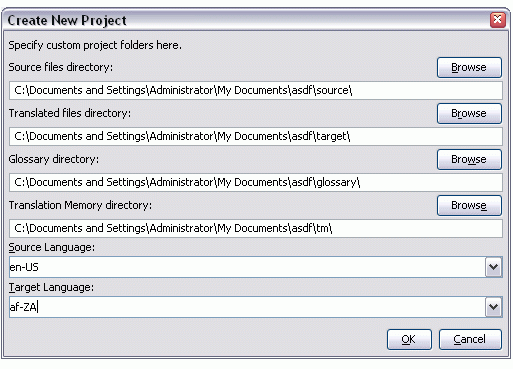 Create New Project
Specify custom project folders here.
Source files directory:
Browse
C:\Documents and Settings\Administrator\My Documents\asdf\source\
Translated files directory:
Browse
C:\Documents and Settings\Administrator\My Documents\asdf\target\
Glossary directory:
Browse
C:\Documents and Settings\Administrator\My Documents\asdf\glossary\
Translation Memory directory:
Browse
C:\Documents and Settings\Administrator\My Documents\asdf\tm\
Source Language:
en-US
Target Language:
af-ZA
OK Cancel